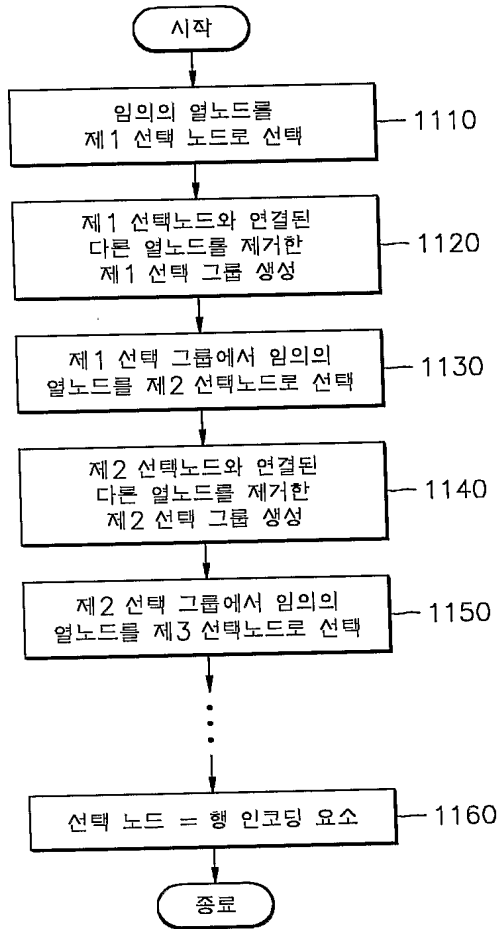 시작
임의의 열노드를
제1 선택 노드로 선택
1110
제1 선택노드와 연결된
다른 열노드를 제거한
제1 선택 그룹 생성
1120
제1 선택 그룹에서 임의의
열노드를 제2 선택노드로 선택
1130
제2 선택노드와 연결된
다른 열노드를 제거한
제2 선택 그룹 생성
1140
제2 선택 그룹에서 임의의
열노드를 제3 선택노드로 선택
1150
선택 노드 = 행 인코딩 요소
1160
종료